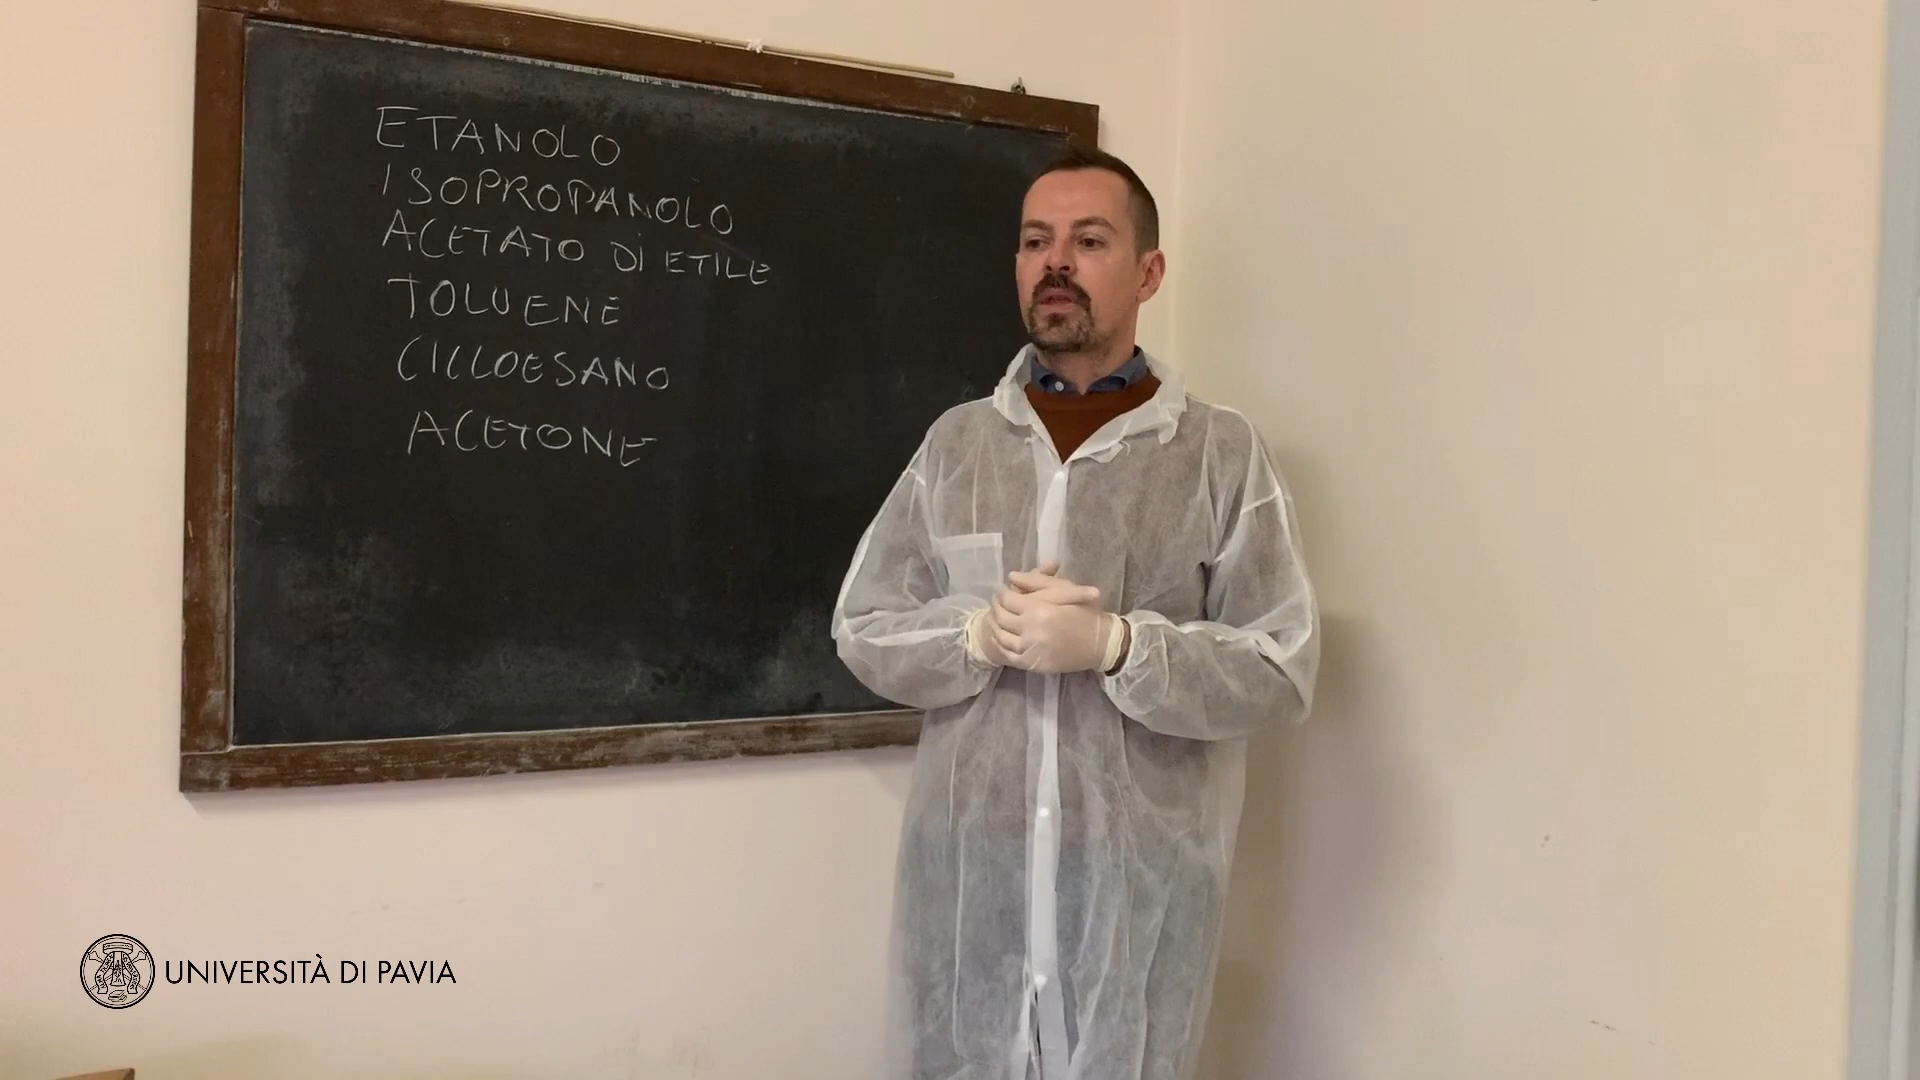 ETANOLO
ISOPROPANOLO
ACETATO DI ETILE
TOLUENE
CICLOESANO
ACETONE
UNIVERSITÀ DI PAVIA